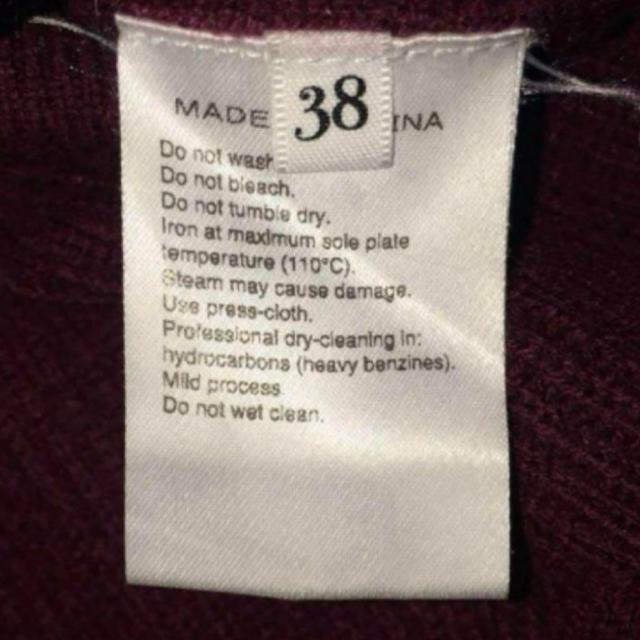 38
MADE INA
Do not wash
Do not bleach.
Do not tumble dry.
Iron at maximum sole plate
temperature (110°C).
Steam may cause damage.
Use press-cloth.
Professional dry-cleaning in:
hydrocarbons (heavy benzines).
Mild process
Do not wet clean.